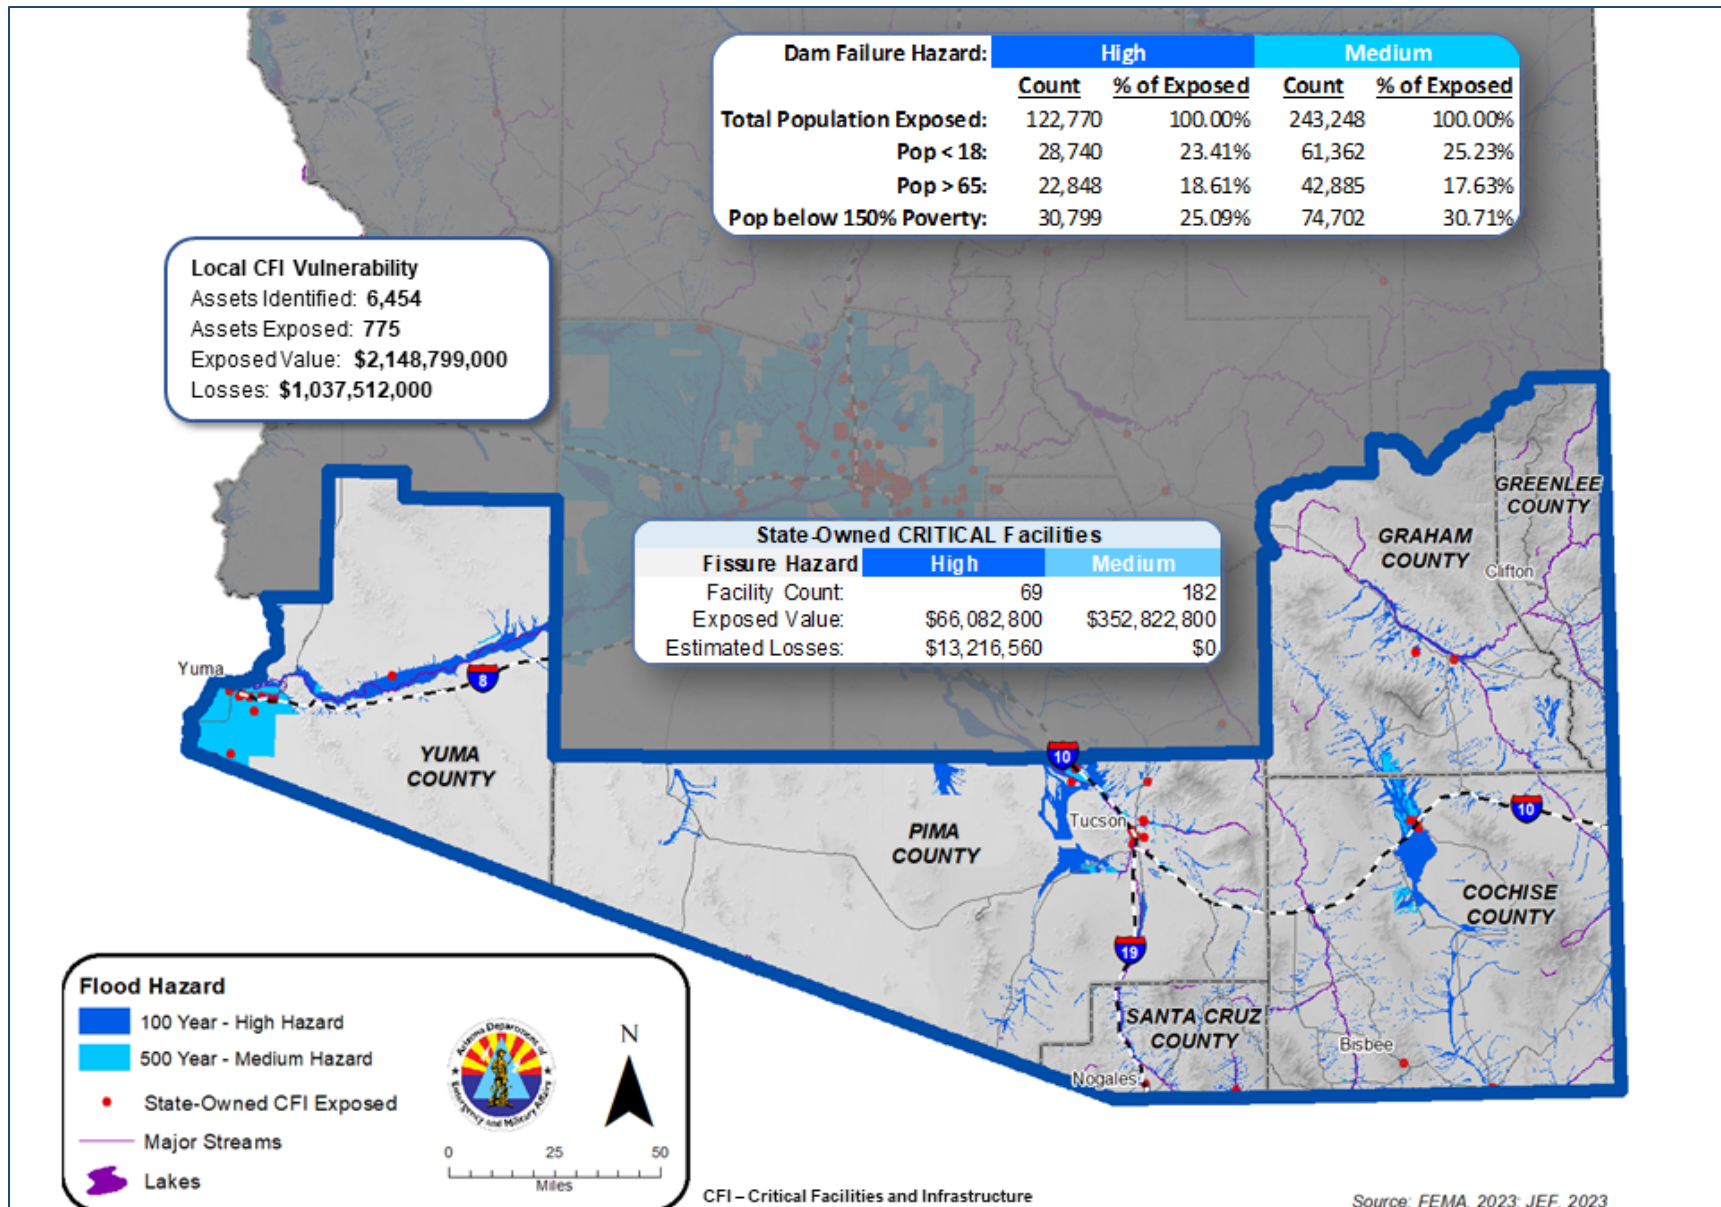 Dam Failure Hazard: High Medium
Count % of Exposed Count % of Exposed
Total Population Exposed: 122,770 100.00% 243,248 100.00%
Pop < 18: 28,740 23.41% 61,362 25.23%
Pop > 65: 22,848 18.61% 42,885 17.63%
Pop below 150% Poverty: 30,799 25.09% 74,702 30.71%
Local CFI Vulnerability
Assets Identified: 6,454
Assets Exposed: 775
Exposed Value: $2,148,799,000
Losses: $1,037,512,000
State-Owned CRITICAL Facilities
Fissure Hazard High Medium
Facility Count: 69 182
Exposed Value: $66,082,800 $352,822,800
Estimated Losses: $13,216,560 $0
GREENLEE
COUNTY
GRAHAM
COUNTY
Clifton
Yuma
8
YUMA
COUNTY
10
Tucson
PIMA
COUNTY
10
COCHISE
COUNTY
19
SANTA CRUZ
COUNTY
Bisbee
Nogales
Flood Hazard
100 Year - High Hazard
500 Year - Medium Hazard
State-Owned CFI Exposed
Major Streams
Lakes
Arizona Department of
Emergency and Military Affairs
N
0 25 50
Miles
CFI – Critical Facilities and Infrastructure
Source: FEMA, 2023; JEF, 2023